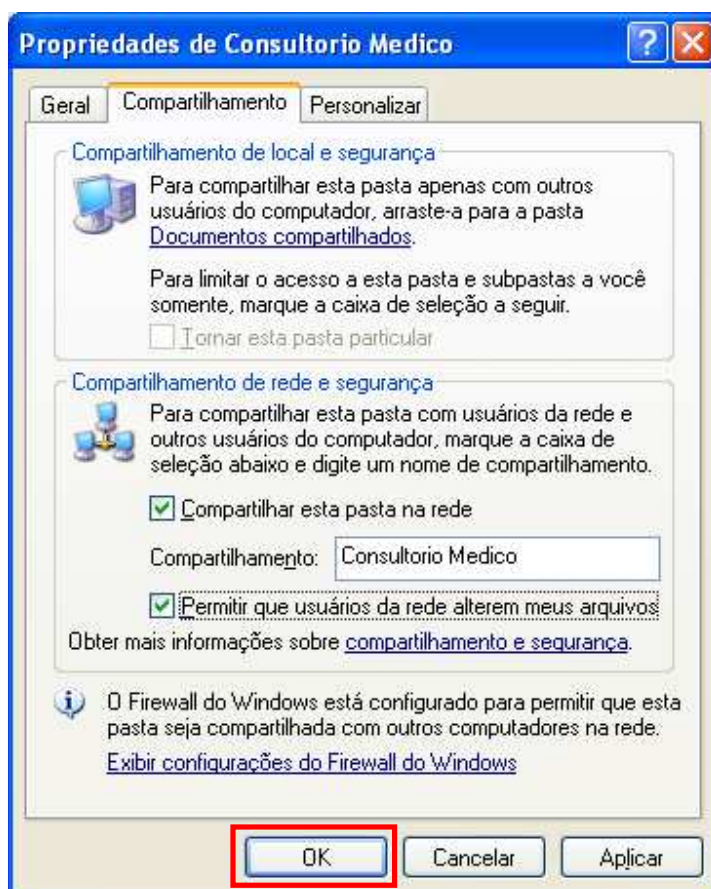 Propriedades de Consultorio Medico
Geral Compartilhamento Personalizar
Compartilhamento de local e segurança
Para compartilhar esta pasta apenas com outros
usuários do computador, arraste-a para a pasta
Documentos compartilhados.
Para limitar o acesso a esta pasta e subpastas a você
somente, marque a caixa de seleção a seguir.
Tornar esta pasta particular
Compartilhamento de rede e segurança
Para compartilhar esta pasta com usuários da rede e
outros usuários do computador, marque a caixa de
seleção abaixo e digite um nome de compartilhamento.
Compartilhar esta pasta na rede
Compartilhamento: Consultorio Medico
Permitir que usuários da rede alterem meus arquivos
Obter mais informações sobre compartilhamento e segurança.
O Firewall do Windows está configurado para permitir que esta
pasta seja compartilhada com outros computadores na rede.
Exibir configurações do Firewall do Windows
OK Cancelar Aplicar